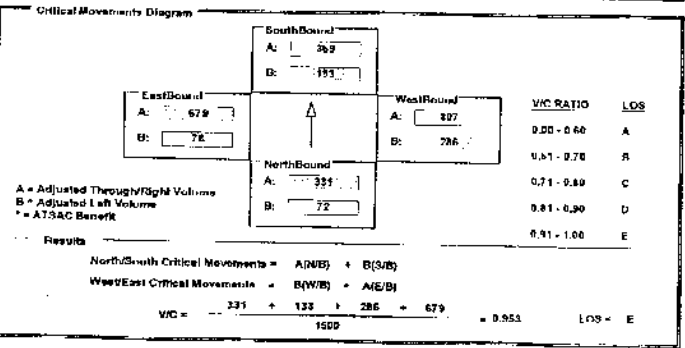 Critical Movements Diagram
SouthBound
A: 369
B: 133
EastBound
A: 679
B: 78
WestBound
A:
B: 286
NorthBound
A: 331
B: 72
V/C RATIO LOS
0.00 - 0.60 A
0.61 - 0.70 B
0.71 - 0.80 C
0.81 - 0.90 D
0.91 - 1.00 E
A = Adjusted Through/Right Volume
B = Adjusted Left Volume
* = ATSAC Benefit
Results
North/South Critical Movements = A(N/B) + B(S/B)
West/East Critical Movements = B(W/B) + A(E/B)
V/C = 331 + 133 + 286 + 679 = 0.953 LOS = E
1500